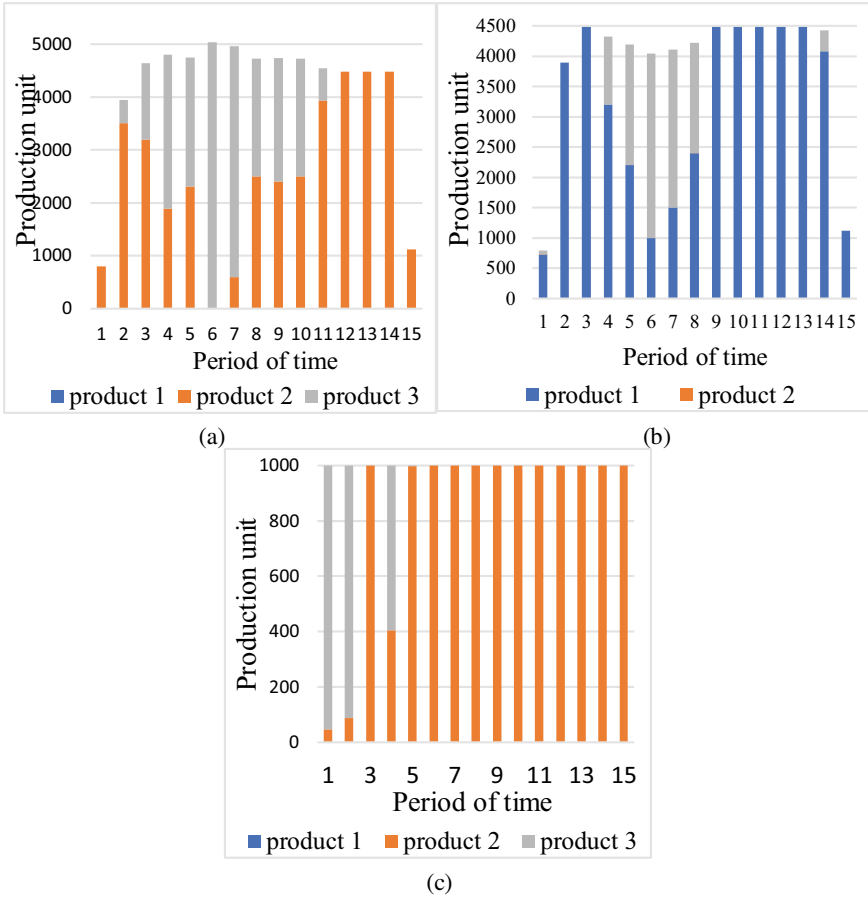 Production unit
5000
4000
3000
2000
1000
0
1 2 3 4 5 6 7 8 9 10 11 12 13 14 15
Period of time
product 1 product 2 product 3
(a)
Production unit
4500
4000
3500
3000
2500
2000
1500
1000
500
0
1 2 3 4 5 6 7 8 9 10 11 12 13 14 15
Period of time
product 1 product 2
(b)
Production unit
1000
800
600
400
200
0
1 3 5 7 9 11 13 15
Period of time
product 1 product 2 product 3
(c)